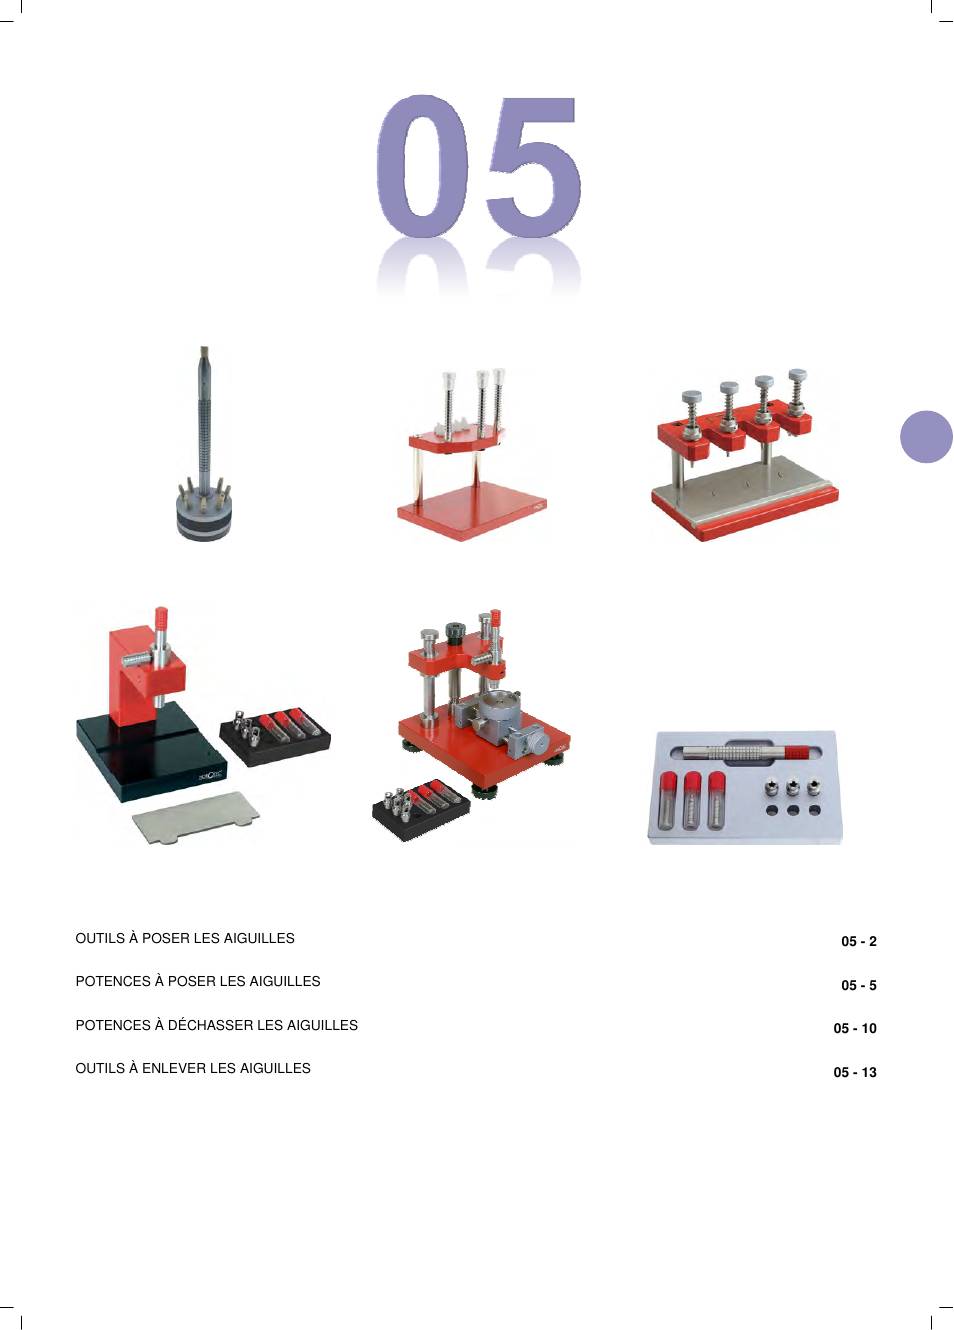 05
OUTILS À POSER LES AIGUILLES 05 - 2
POTENCES À POSER LES AIGUILLES 05 - 5
POTENCES À DÉCHASSER LES AIGUILLES 05 - 10
OUTILS À ENLEVER LES AIGUILLES 05 - 13